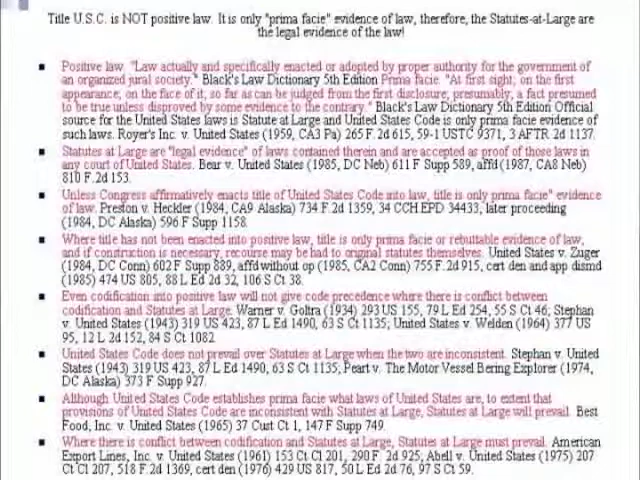 Title U.S.C. is NOT positive law. It is only "prima facie" evidence of law, therefore, the Statutes-at-Large are
the legal evidence of the law!
Positive law. "Law actually and specifically enacted or adopted by proper authority for the government of
an organized jural society." Black's Law Dictionary 5th Edition Prima facie. "At first sight; on the first
appearance; on the face of it; so far as can be judged from the first disclosure; presumably; a fact presumed
to be true unless disproved by some evidence to the contrary." Black's Law Dictionary 5th Edition Official
source for the United States laws is Statute at Large and United States Code is only prima facie evidence of
such laws. Royer's Inc. v. United States (1959, CA3 Pa) 265 F.2d 615, 59-1 USTC 9371, 3 AFTR 2d 1137.
Statutes at Large are "legal evidence" of laws contained therein and are accepted as proof of those laws in
any court of United States. Bear v. United States (1985, DC Neb) 611 F Supp 589, affd (1987, CA8 Neb)
810 F.2d 153.
Unless Congress affirmatively enacts title of United States Code into law, title is only prima facie" evidence
of law. Preston v. Heckler (1984, CA9 Alaska) 734 F.2d 1359, 34 CCH EPD 34433, later proceeding
(1984, DC Alaska) 596 F Supp 1158.
Where title has not been enacted into positive law, title is only prima facie or rebuttable evidence of law,
and if construction is necessary, recourse may be had to original statutes themselves. United States v. Zuger
(1984, DC Conn) 602 F Supp 889, affd without op (1985, CA2 Conn) 755 F.2d 915, cert den and app dismd
(1985) 474 US 805, 88 L Ed 2d 32, 106 S Ct 38.
Even codification into positive law will not give code precedence where there is conflict between
codification and Statutes at Large. Warner v. Goltra (1934) 293 US 155, 79 L Ed 254, 55 S Ct 46; Stephan
v. United States (1943) 319 US 423, 87 L Ed 1490, 63 S Ct 1135; United States v. Welden (1964) 377 US
95, 12 L 2d 152, 84 S Ct 1082.
United States Code does not prevail over Statutes at Large when the two are inconsistent. Stephan v. United
States (1943) 319 US 423, 87 L Ed 1490, 63 S Ct 1135; Peart v. The Motor Vessel Bering Explorer (1974,
DC Alaska) 373 F Supp 927.
Although United States Code establishes prima facie what laws of United States are, to extent that
provisions of United States Code are inconsistent with Statutes at Large, Statutes at Large will prevail. Best
Food, Inc. v. United States (1965) 37 Cust Ct 1, 147 F Supp 749.
Where there is conflict between codification and Statutes at Large, Statutes at Large must prevail. American
Export Lines, Inc. v. United States (1961) 153 Ct Cl 201, 290 F. 2d 925; Abell v. United States (1975) 207
Ct Cl 207, 518 F.2d 1369, cert den (1976) 429 US 817, 50 L Ed 2d 76, 97 S Ct 59.